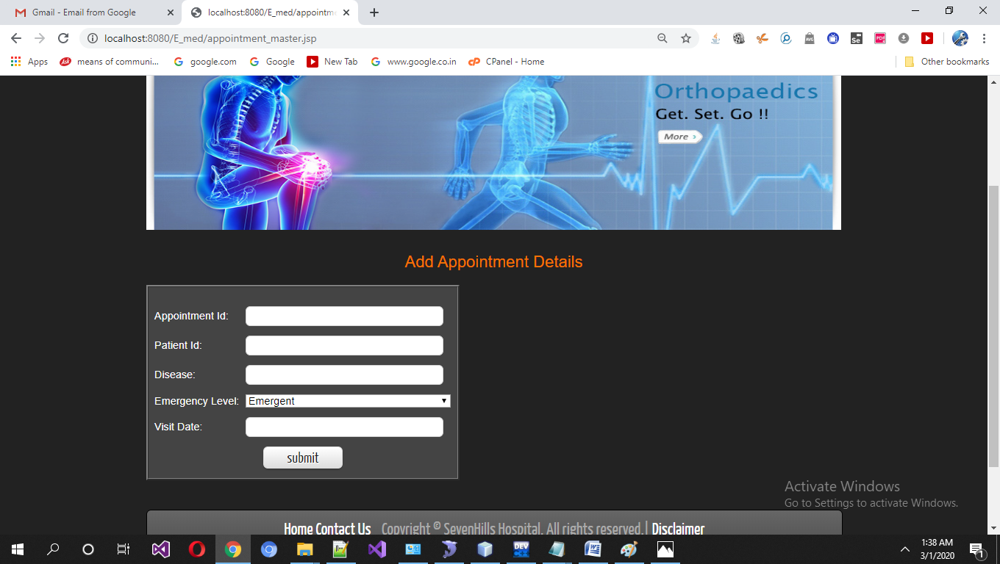 Gmail - Email from Google
localhost:8080/E_med/appointme
localhost:8080/E_med/appointment_master.jsp
Apps
means of communi...
google.com
Google
New Tab
www.google.co.in
CPanel - Home
Other bookmarks
Orthopaedics
Get. Set. Go !!
More ›
Add Appointment Details
Appointment Id:
Patient Id:
Disease:
Emergency Level: Emergent
Visit Date:
submit
Activate Windows
Go to Settings to activate Windows.
Home Contact Us Copyright © SevenHills Hospital. All rights reserved.| Disclaimer
1:38 AM
3/1/2020